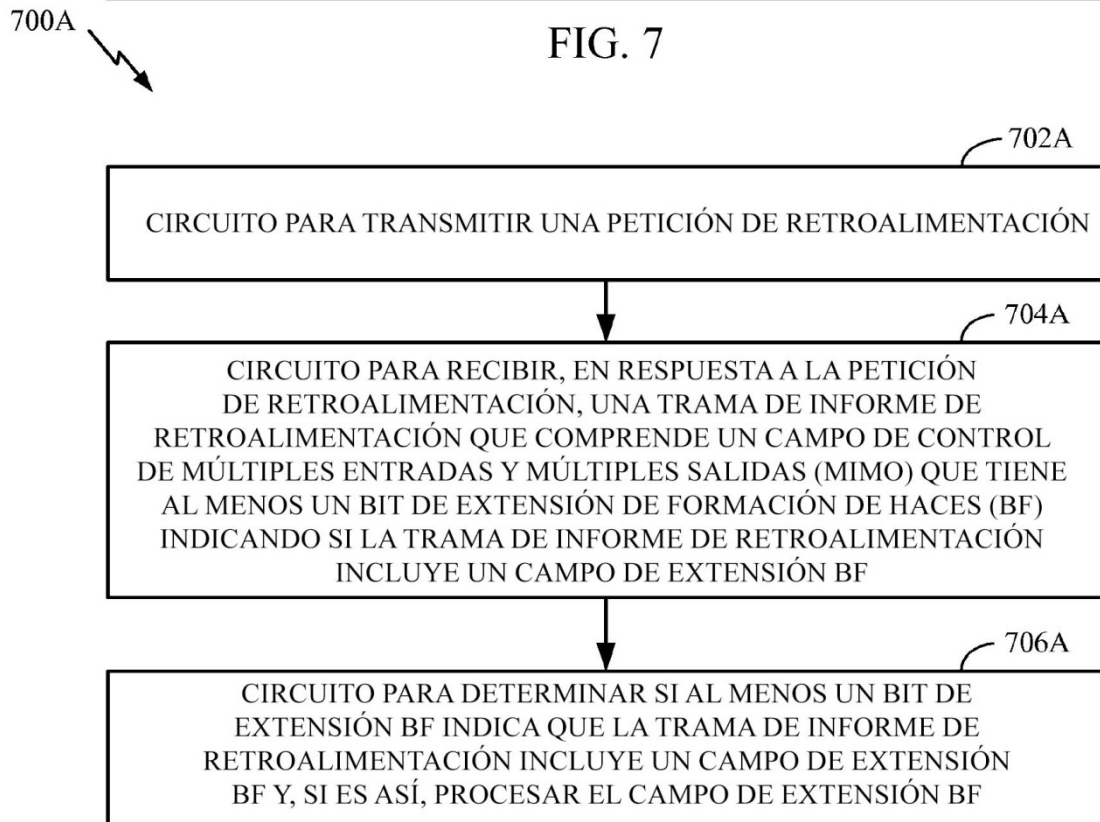 700A
FIG. 7
702A
CIRCUITO PARA TRANSMITIR UNA PETICIÓN DE RETROALIMENTACIÓN
704A
CIRCUITO PARA RECIBIR, EN RESPUESTA A LA PETICIÓN
DE RETROALIMENTACIÓN, UNA TRAMA DE INFORME DE
RETROALIMENTACIÓN QUE COMPRENDE UN CAMPO DE CONTROL
DE MÚLTIPLES ENTRADAS Y MÚLTIPLES SALIDAS (MIMO) QUE TIENE
AL MENOS UN BIT DE EXTENSIÓN DE FORMACIÓN DE HACES (BF)
INDICANDO SI LA TRAMA DE INFORME DE RETROALIMENTACIÓN
INCLUYE UN CAMPO DE EXTENSIÓN BF
706A
CIRCUITO PARA DETERMINAR SI AL MENOS UN BIT DE
EXTENSIÓN BF INDICA QUE LA TRAMA DE INFORME DE
RETROALIMENTACIÓN INCLUYE UN CAMPO DE EXTENSIÓN
BF Y, SI ES ASÍ, PROCESAR EL CAMPO DE EXTENSIÓN BF